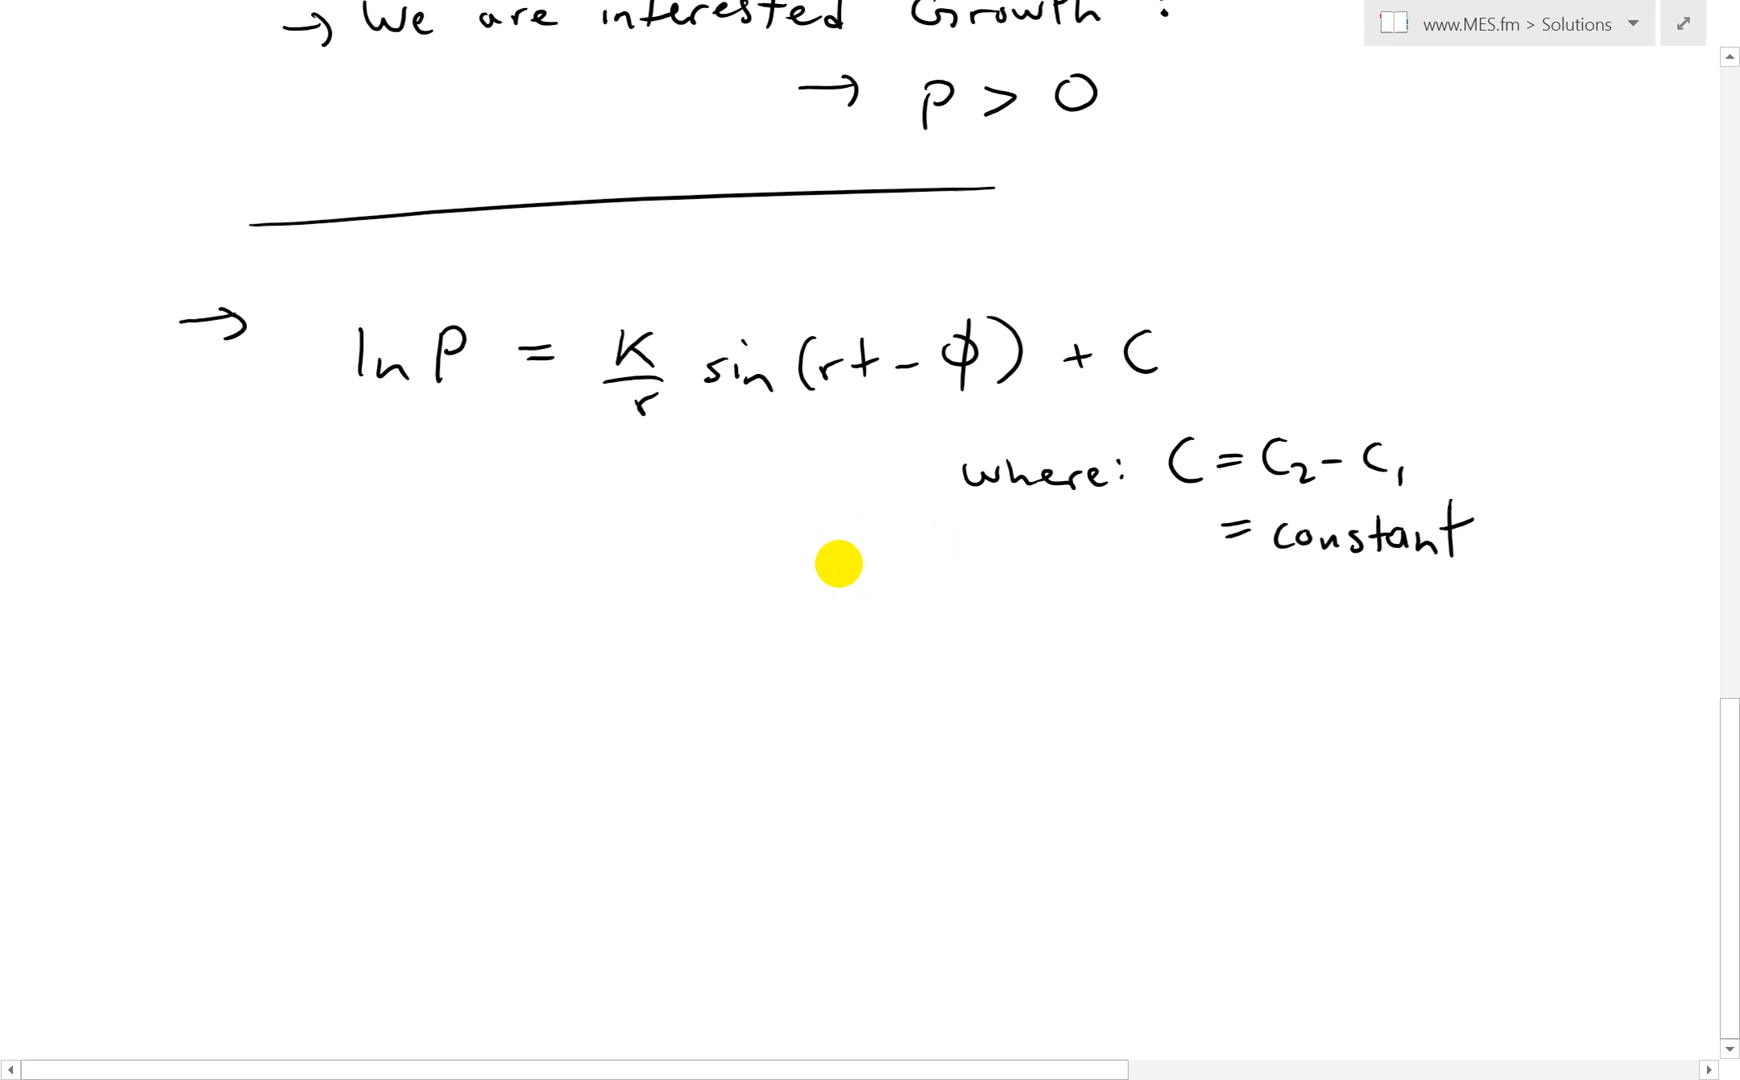 → We are interested Growth :
www.MES.fm > Solutions
→ P > 0
→ ln P = K/r sin(rt - φ) + C
where: C = C₂ - C₁
= constant